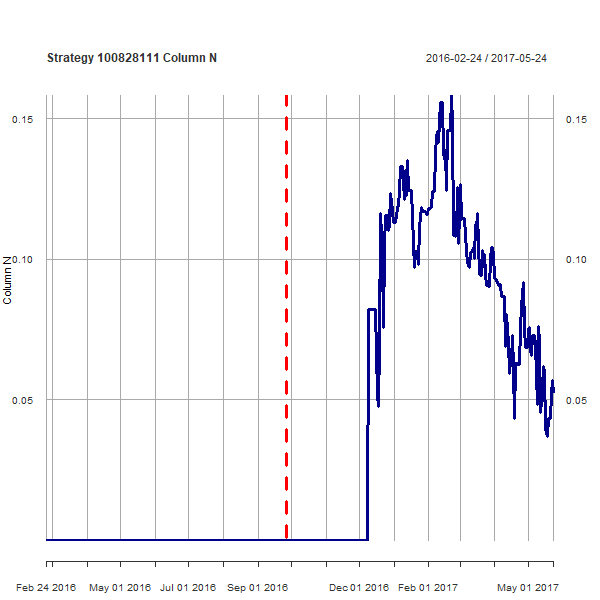 Strategy 100828111 Column N
2016-02-24 / 2017-05-24
0.15
0.15
0.10
0.10
Column N
0.05
0.05
Feb 24 2016
May 01 2016
Jul 01 2016
Sep 01 2016
Dec 01 2016
Feb 01 2017
May 01 2017